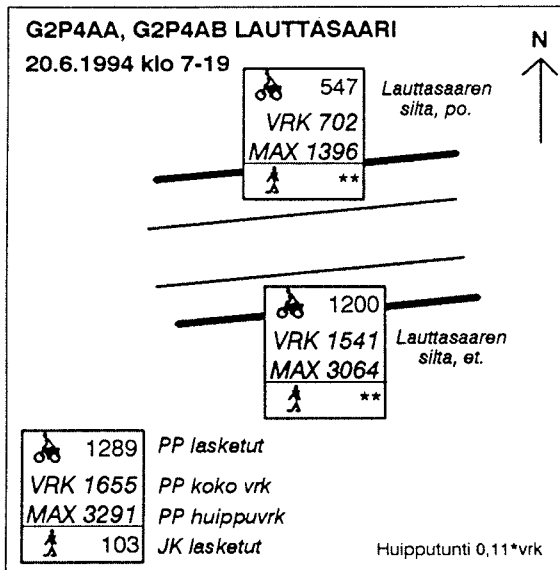 G2P4AA, G2P4AB LAUTTASAARI
20.6.1994 klo 7-19
N
547
VRK 702
MAX 1396
**
Lauttasaaren
silta, po.
1200
VRK 1541
MAX 3064
**
Lauttasaaren
silta, et.
1289 PP lasketut
VRK 1655 PP koko vrk
MAX 3291 PP huippuvrk
103 JK lasketut
Huipputunti 0,11*vrk